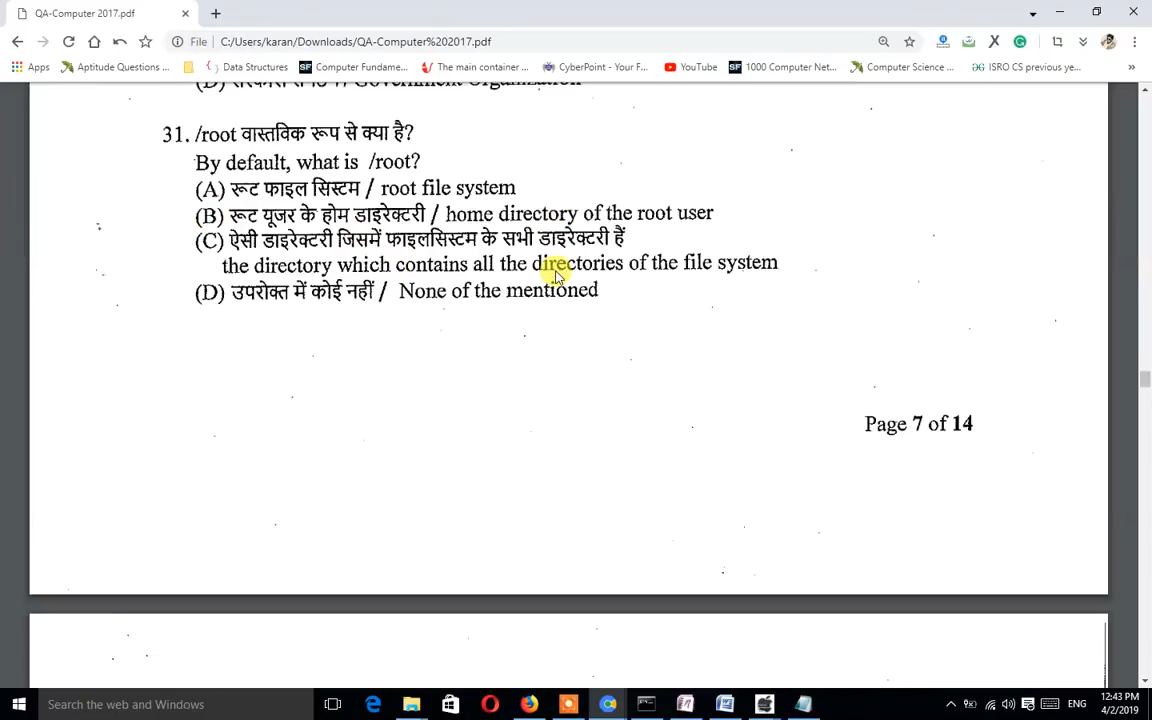 QA-Computer 2017.pdf
File
C:/Users/karan/Downloads/QA-Computer%202017.pdf
Apps
Aptitude Questions ...
Data Structures
Computer Fundame...
The main container ...
CyberPoint - Your F...
YouTube
1000 Computer Net...
Computer Science ...
ISRO CS previous ye...
31. /root वास्तविक रूप से क्या है?
By default, what is /root?
(A) रूट फाइल सिस्टम / root file system
(B) रूट यूजर के होम डाइरेक्टरी / home directory of the root user
(C) ऐसी डाइरेक्टरी जिसमें फाइलसिस्टम के सभी डाइरेक्टरी हैं
the directory which contains all the directories of the file system
(D) उपरोक्त में कोई नहीं / None of the mentioned
Page 7 of 14
Search the web and Windows
ENG
12:43 PM
4/2/2019